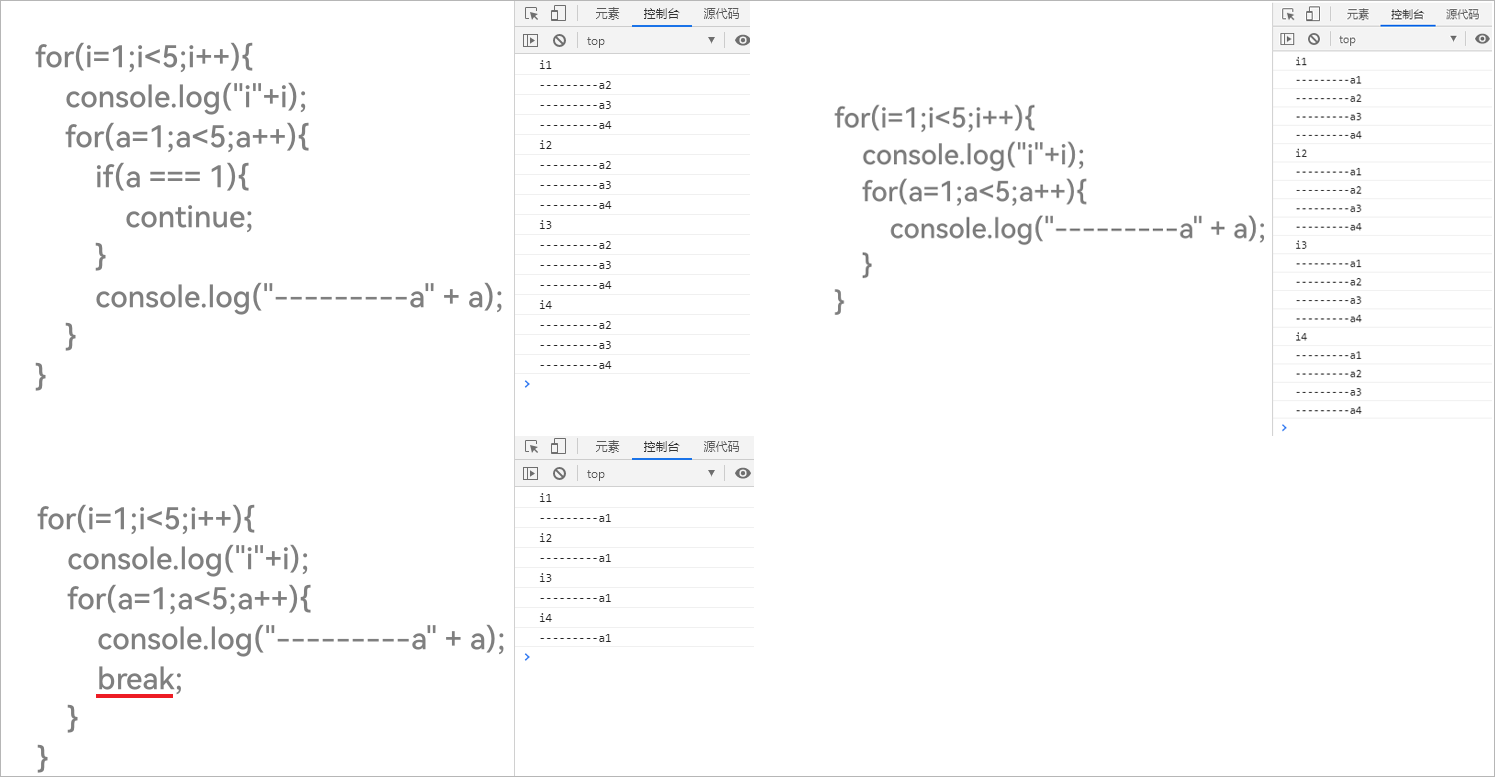 for(i=1;i<5;i++){
console.log("i"+i);
for(a=1;a<5;a++){
if(a === 1){
continue;
}
console.log("---------a" + a);
}
}
元素 控制台 源代码
top
i1
---------a2
---------a3
---------a4
i2
---------a2
---------a3
---------a4
i3
---------a2
---------a3
---------a4
i4
---------a2
---------a3
---------a4
>
for(i=1;i<5;i++){
console.log("i"+i);
for(a=1;a<5;a++){
console.log("---------a" + a);
}
}
元素 控制台 源代码
top
i1
---------a1
---------a2
---------a3
---------a4
i2
---------a1
---------a2
---------a3
---------a4
i3
---------a1
---------a2
---------a3
---------a4
i4
---------a1
---------a2
---------a3
---------a4
>
for(i=1;i<5;i++){
console.log("i"+i);
for(a=1;a<5;a++){
console.log("---------a" + a);
break;
}
}
元素 控制台 源代码
top
i1
---------a1
i2
---------a1
i3
---------a1
i4
---------a1
>